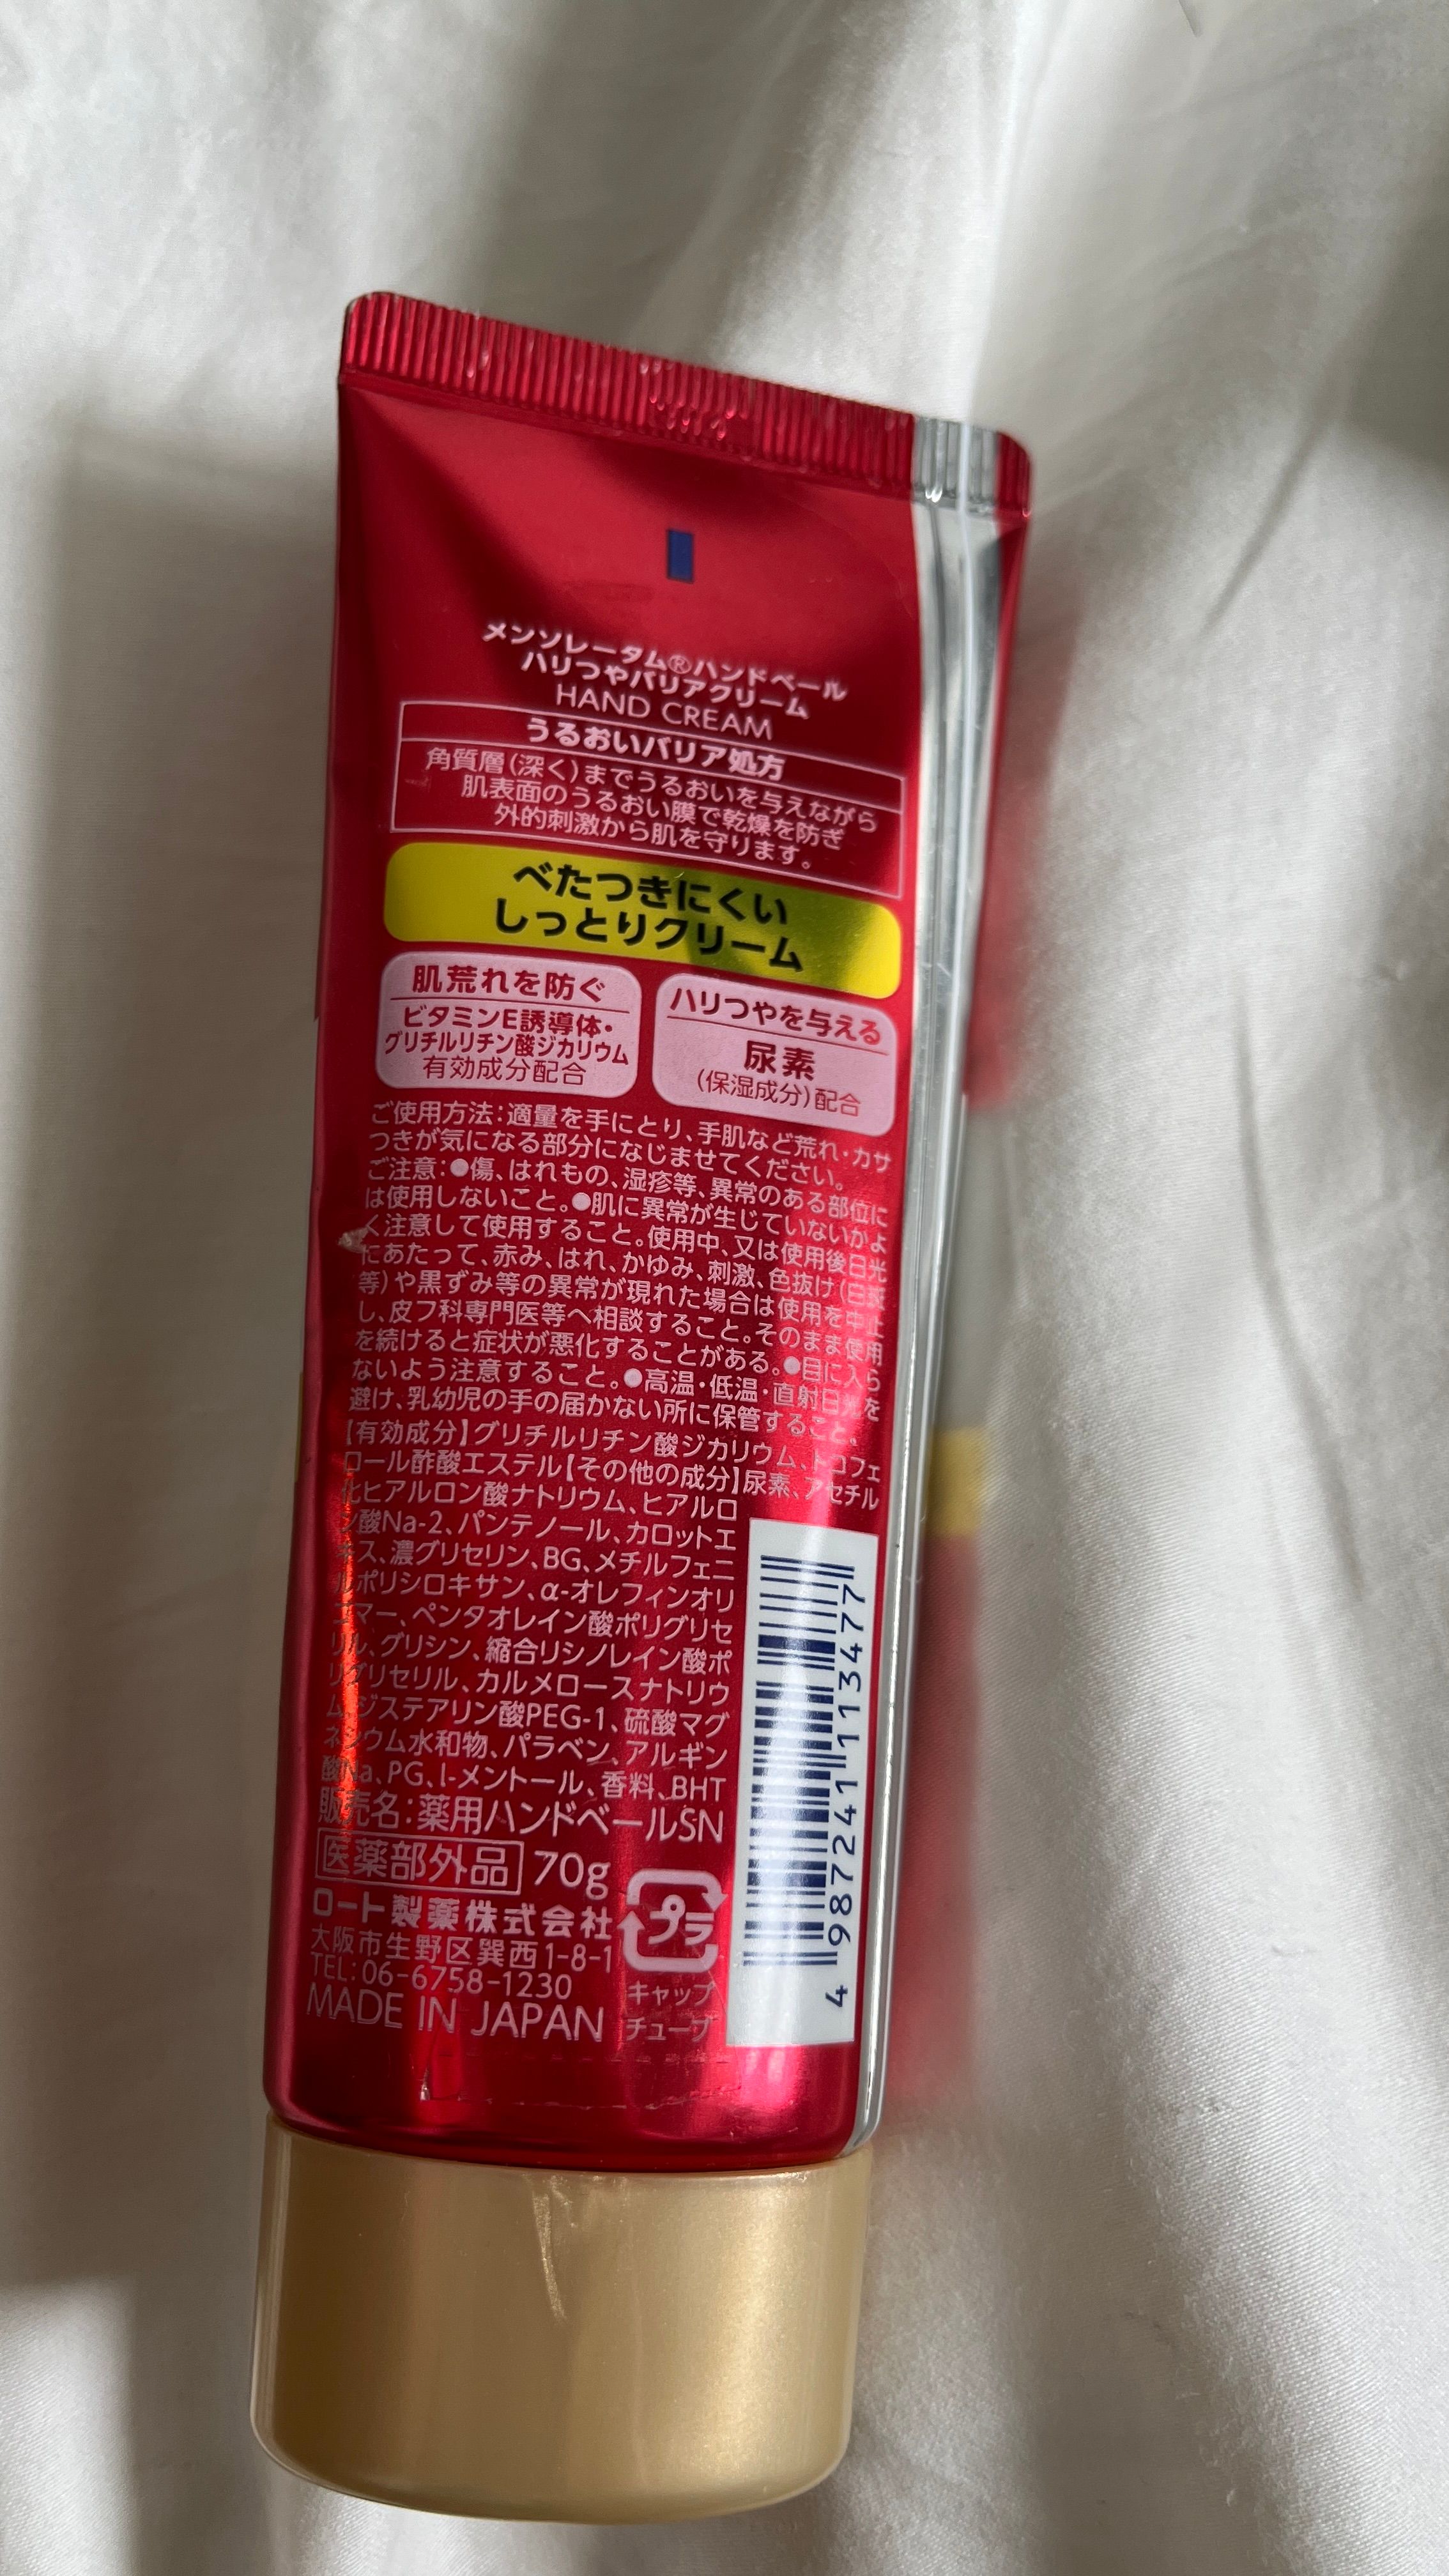 メンソレータム®ハンドベール
ハリつやバリアクリーム
HAND CREAM
うるおいバリア処方
角質層(深く)までうるおいを与えながら
肌表面のうるおい膜で乾燥を防ぎ
外的刺激から肌を守ります。
べたつきにくい
しっとりクリーム
肌荒れを防ぐ
ビタミンE誘導体・
グリチルリチン酸ジカリウム
有効成分配合
ハリつやを与える
尿素
(保湿成分)配合
ご使用方法:適量を手にとり、手肌など荒れ・カサ
つきが気になる部分になじませてください。
ご注意:●傷、はれもの、湿疹等、異常のある部位に
は使用しないこと。●肌に異常が生じていないかよ
く注意して使用すること。使用中、又は使用後日光
にあたって、赤み、はれ、かゆみ、刺激、色抜け(白斑
等)や黒ずみ等の異常が現れた場合は使用を中止
し、皮フ科専門医等へ相談すること。そのまま使用
を続けると症状が悪化することがある。●目に入ら
ないよう注意すること。●高温・低温・直射日光を
避け、乳幼児の手の届かない所に保管すること。
【有効成分】グリチルリチン酸ジカリウム、トコフェ
ロール酢酸エステル【その他の成分】尿素、アセチル
化ヒアルロン酸ナトリウム、ヒアルロ
ン酸Na-2、パンテノール、カロットエ
キス、濃グリセリン、BG、メチルフェニ
ルポリシロキサン、α-オレフィンオリ
ゴマー、ペンタオレイン酸ポリグリセ
リル、グリシン、縮合リシノレイン酸ポ
リグリセリル、カルメロースナトリウ
ム、ジステアリン酸PEG-1、硫酸マグ
ネシウム水和物、パラベン、アルギン
酸Na、PG、l-メントール、香料、BHT
販売名:薬用ハンドベールSN
医薬部外品 70g
ロート製薬株式会社
大阪市生野区巽西1-8-1
TEL:06-6758-1230
MADE IN JAPAN
プラ
キャップ
チューブ
4 987241 113477